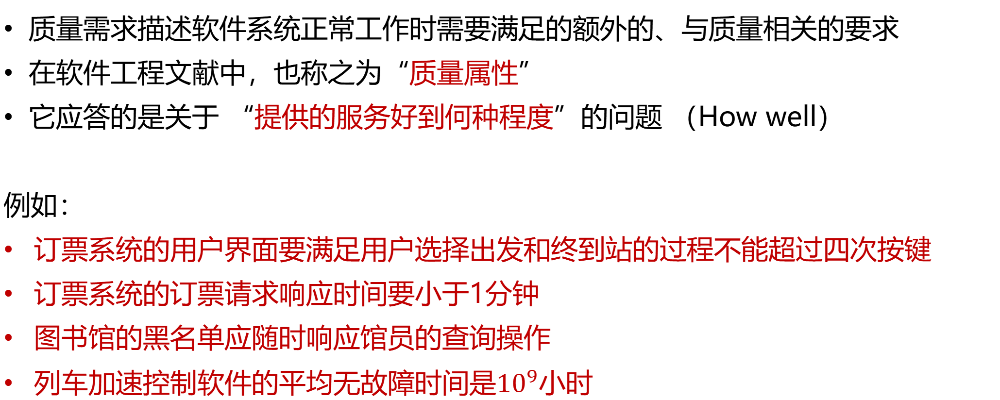 • 质量需求描述软件系统正常工作时需要满足的额外的、与质量相关的要求
• 在软件工程文献中，也称之为“质量属性”
• 它应答的是关于 “提供的服务好到何种程度”的问题 （How well）
例如：
• 订票系统的用户界面要满足用户选择出发和终到站的过程不能超过四次按键
• 订票系统的订票请求响应时间要小于1分钟
• 图书馆的黑名单应随时响应馆员的查询操作
• 列车加速控制软件的平均无故障时间是10⁹小时